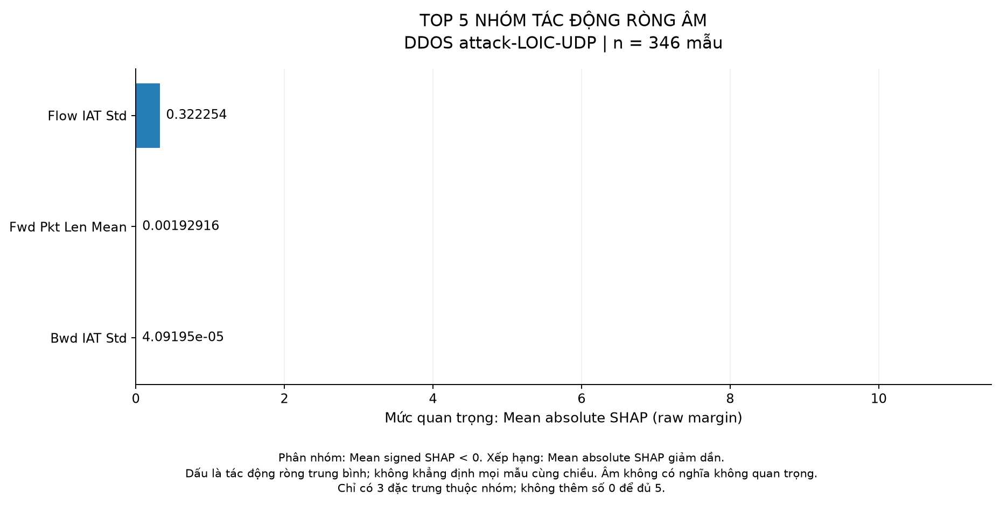 TOP 5 NHÓM TÁC ĐỘNG RÒNG ÂM
DDOS attack-LOIC-UDP | n = 346 mẫu
Flow IAT Std
0.322254
Fwd Pkt Len Mean
0.00192916
Bwd IAT Std
4.09195e-05
0 2 4 6 8 10
Mức quan trọng: Mean absolute SHAP (raw margin)
Phân nhóm: Mean signed SHAP < 0. Xếp hạng: Mean absolute SHAP giảm dần.
Dấu là tác động ròng trung bình; không khẳng định mọi mẫu cùng chiều. Âm không có nghĩa không quan trọng.
Chỉ có 3 đặc trưng thuộc nhóm; không thêm số 0 để đủ 5.